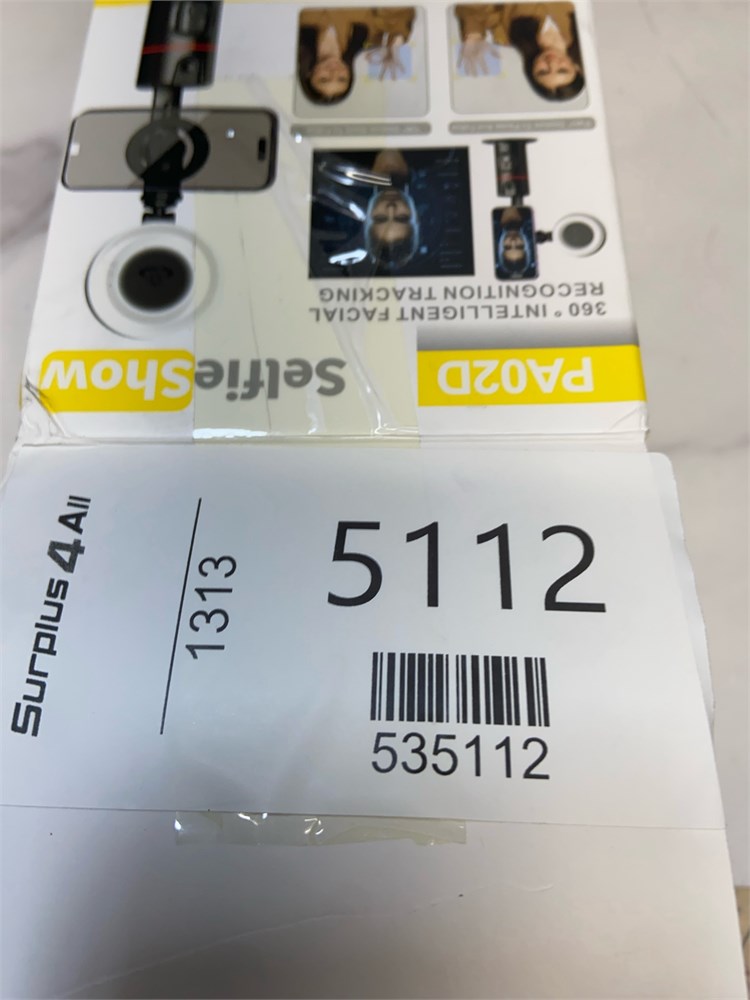 SelfieShow
PA02D
360° INTELLIGENT FACIAL
RECOGNITION TRACKING
Surplus 4 All
1313
5112
535112